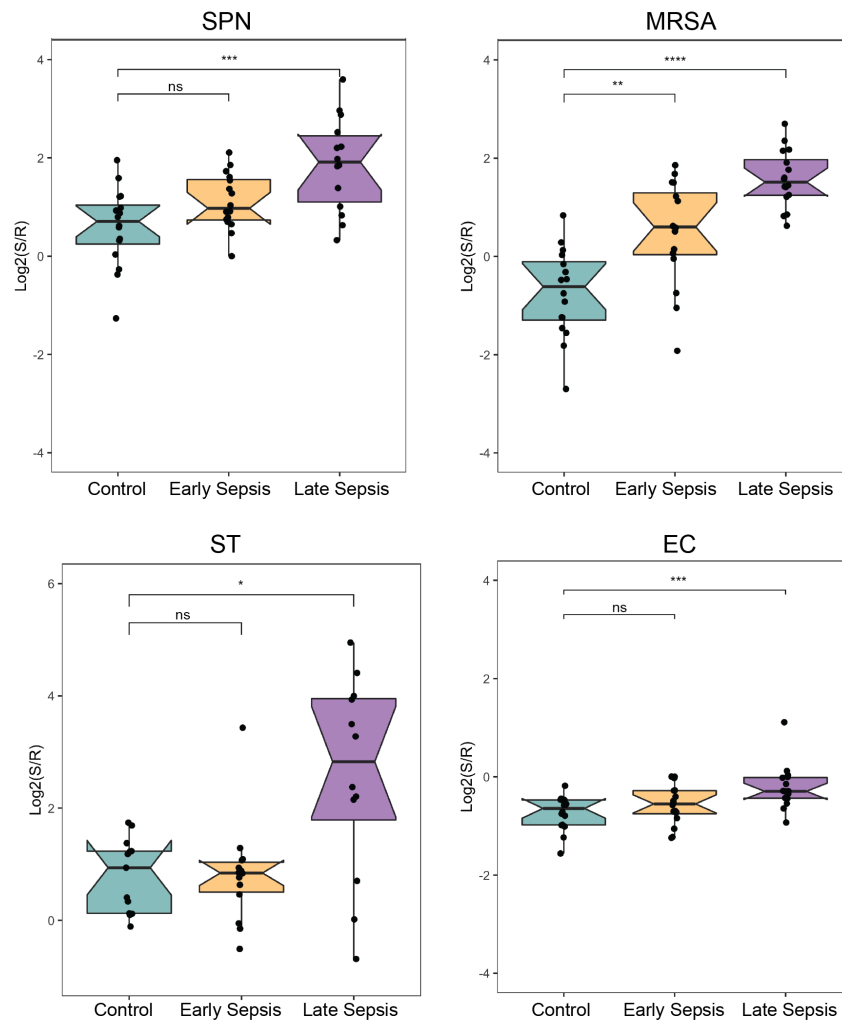 SPN
4
2
0
-2
-4
Log2(S/R)
***
ns
Control Early Sepsis Late Sepsis
MRSA
4
2
0
-2
-4
Log2(S/R)
****
**
Control Early Sepsis Late Sepsis
ST
6
4
2
0
Log2(S/R)
*
ns
Control Early Sepsis Late Sepsis
EC
4
2
-0
-2
-4
Log2(S/R)
***
ns
Control Early Sepsis Late Sepsis